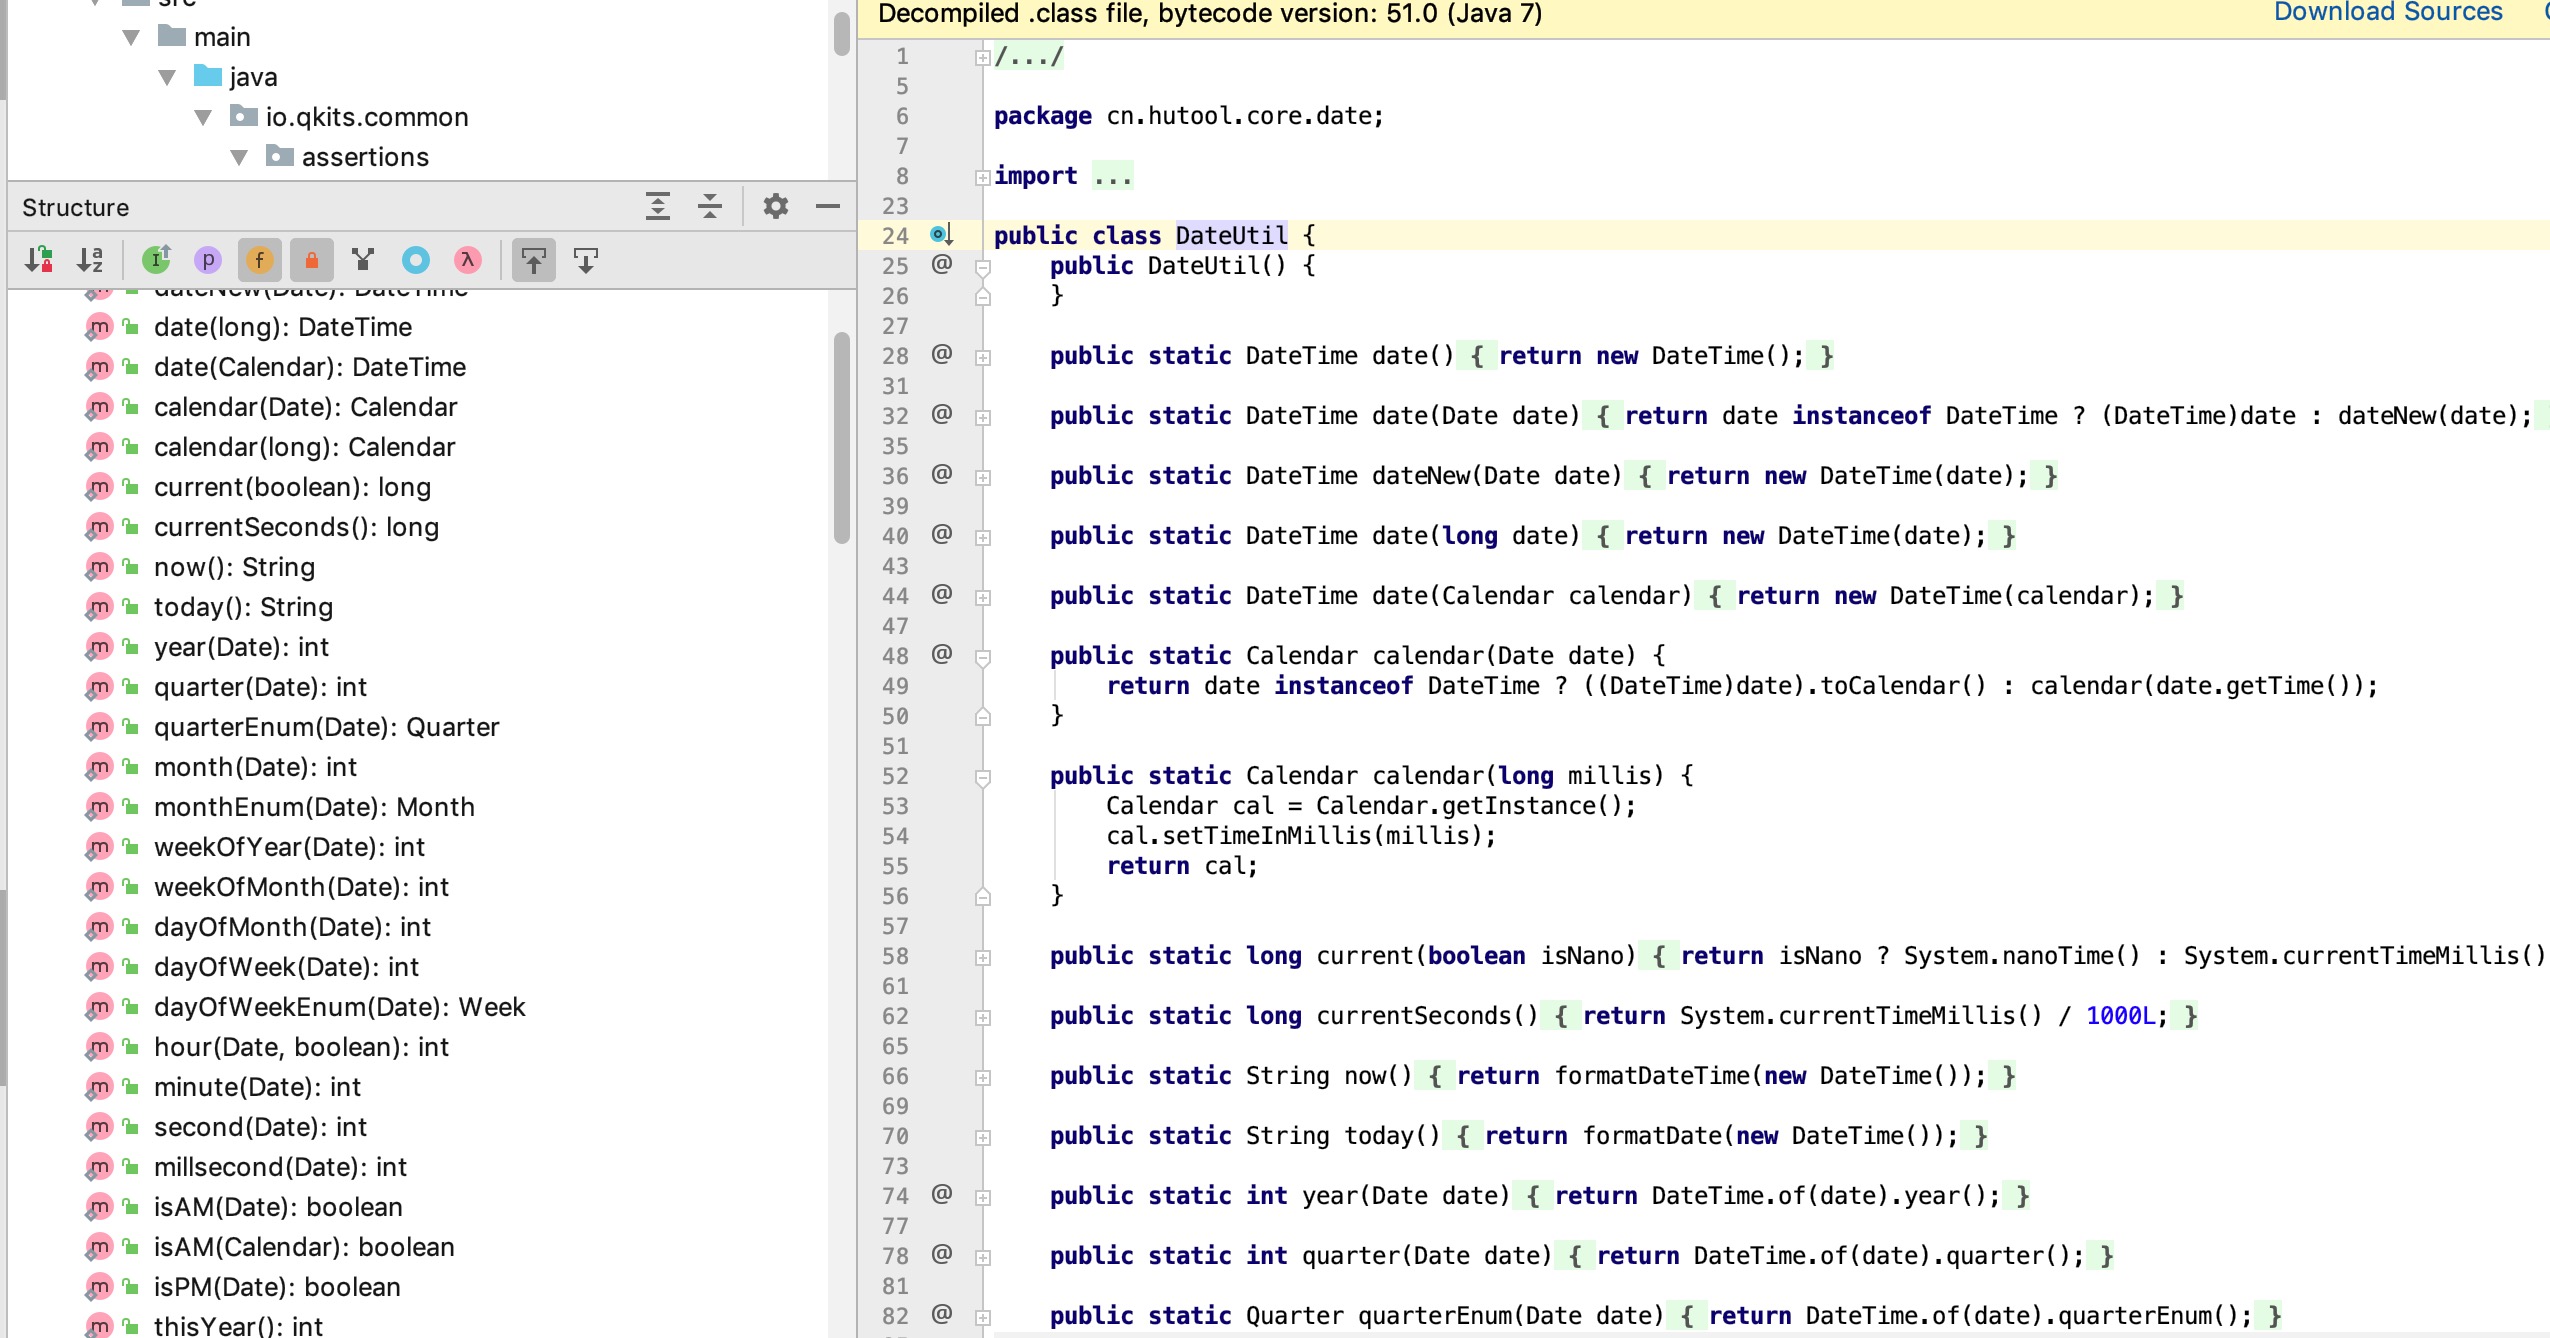 src
main
java
io.qkits.common
assertions
Structure
dateNew(Date): DateTime
date(long): DateTime
date(Calendar): DateTime
calendar(Date): Calendar
calendar(long): Calendar
current(boolean): long
currentSeconds(): long
now(): String
today(): String
year(Date): int
quarter(Date): int
quarterEnum(Date): Quarter
month(Date): int
monthEnum(Date): Month
weekOfYear(Date): int
weekOfMonth(Date): int
dayOfMonth(Date): int
dayOfWeek(Date): int
dayOfWeekEnum(Date): Week
hour(Date, boolean): int
minute(Date): int
second(Date): int
millsecond(Date): int
isAM(Date): boolean
isAM(Calendar): boolean
isPM(Date): boolean
thisYear(): int
Decompiled .class file, bytecode version: 51.0 (Java 7) Download Sources
1 /.../
5
6 package cn.hutool.core.date;
7
8 import ...
23
24 public class DateUtil {
25 @ public DateUtil() {
26 }
27
28 @ public static DateTime date() { return new DateTime(); }
31
32 @ public static DateTime date(Date date) { return date instanceof DateTime ? (DateTime)date : dateNew(date);
35
36 @ public static DateTime dateNew(Date date) { return new DateTime(date); }
39
40 @ public static DateTime date(long date) { return new DateTime(date); }
43
44 @ public static DateTime date(Calendar calendar) { return new DateTime(calendar); }
47
48 @ public static Calendar calendar(Date date) {
49 return date instanceof DateTime ? ((DateTime)date).toCalendar() : calendar(date.getTime());
50 }
51
52 public static Calendar calendar(long millis) {
53 Calendar cal = Calendar.getInstance();
54 cal.setTimeInMillis(millis);
55 return cal;
56 }
57
58 public static long current(boolean isNano) { return isNano ? System.nanoTime() : System.currentTimeMillis()
61
62 public static long currentSeconds() { return System.currentTimeMillis() / 1000L; }
65
66 public static String now() { return formatDateTime(new DateTime()); }
69
70 public static String today() { return formatDate(new DateTime()); }
73
74 @ public static int year(Date date) { return DateTime.of(date).year(); }
77
78 @ public static int quarter(Date date) { return DateTime.of(date).quarter(); }
81
82 @ public static Quarter quarterEnum(Date date) { return DateTime.of(date).quarterEnum(); }